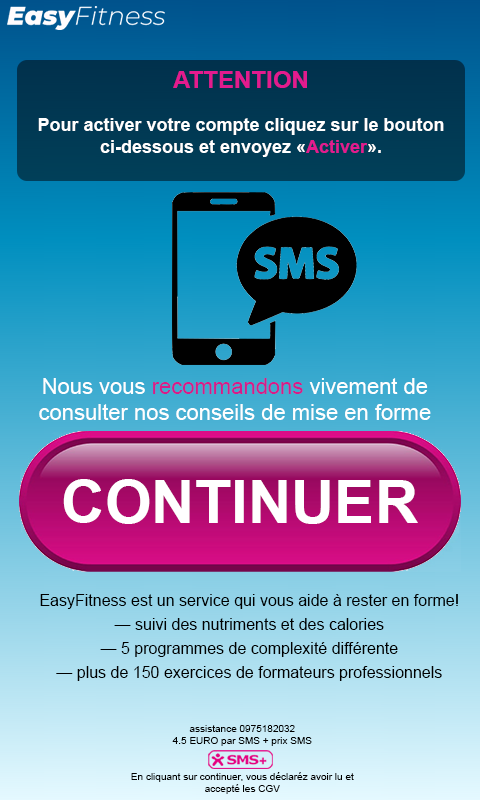 EasyFitness
ATTENTION
Pour activer votre compte cliquez sur le bouton
ci-dessous et envoyez «Activer».
SMS
Nous vous recommandons vivement de
consulter nos conseils de mise en forme
CONTINUER
EasyFitness est un service qui vous aide à rester en forme!
— suivi des nutriments et des calories
— 5 programmes de complexité différente
— plus de 150 exercices de formateurs professionnels
assistance 0975182032
4.5 EURO par SMS + prix SMS
SMS+
En cliquant sur continuer, vous déclaréz avoir lu et
accepté les CGV